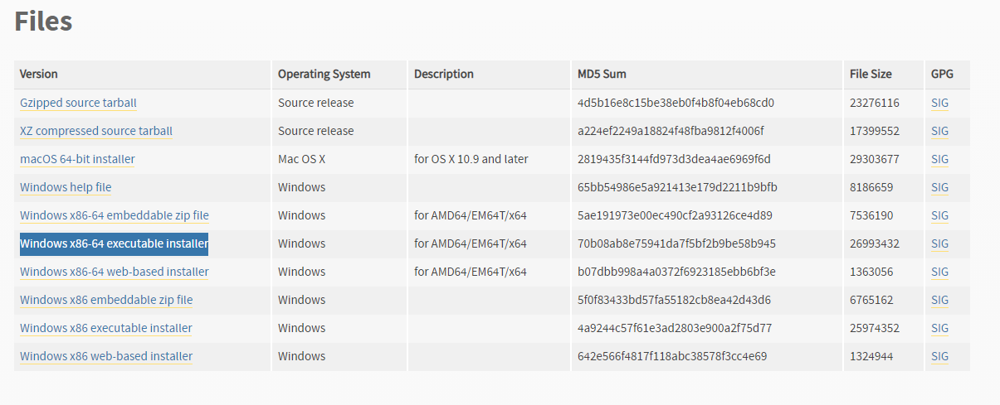 Files
Version Operating System Description MD5 Sum File Size GPG
Gzipped source tarball Source release 4d5b16e8c15be38eb0f4b8f04eb68cd0 23276116 SIG
XZ compressed source tarball Source release a224ef2249a18824f48fba9812f4006f 17399552 SIG
macOS 64-bit installer Mac OS X for OS X 10.9 and later 2819435f3144fd973d3dea4ae6969f6d 29303677 SIG
Windows help file Windows 65bb54986e5a921413e179d2211b9bfb 8186659 SIG
Windows x86-64 embeddable zip file Windows for AMD64/EM64T/x64 5ae191973e00ec490cf2a93126ce4d89 7536190 SIG
Windows x86-64 executable installer Windows for AMD64/EM64T/x64 70b08ab8e75941da7f5bf2b9be58b945 26993432 SIG
Windows x86-64 web-based installer Windows for AMD64/EM64T/x64 b07dbb998a4a0372f6923185ebb6bf3e 1363056 SIG
Windows x86 embeddable zip file Windows 5f0f83433bd57fa55182cb8ea42d43d6 6765162 SIG
Windows x86 executable installer Windows 4a9244c57f61e3ad2803e900a2f75d77 25974352 SIG
Windows x86 web-based installer Windows 642e566f4817f118abc38578f3cc4e69 1324944 SIG